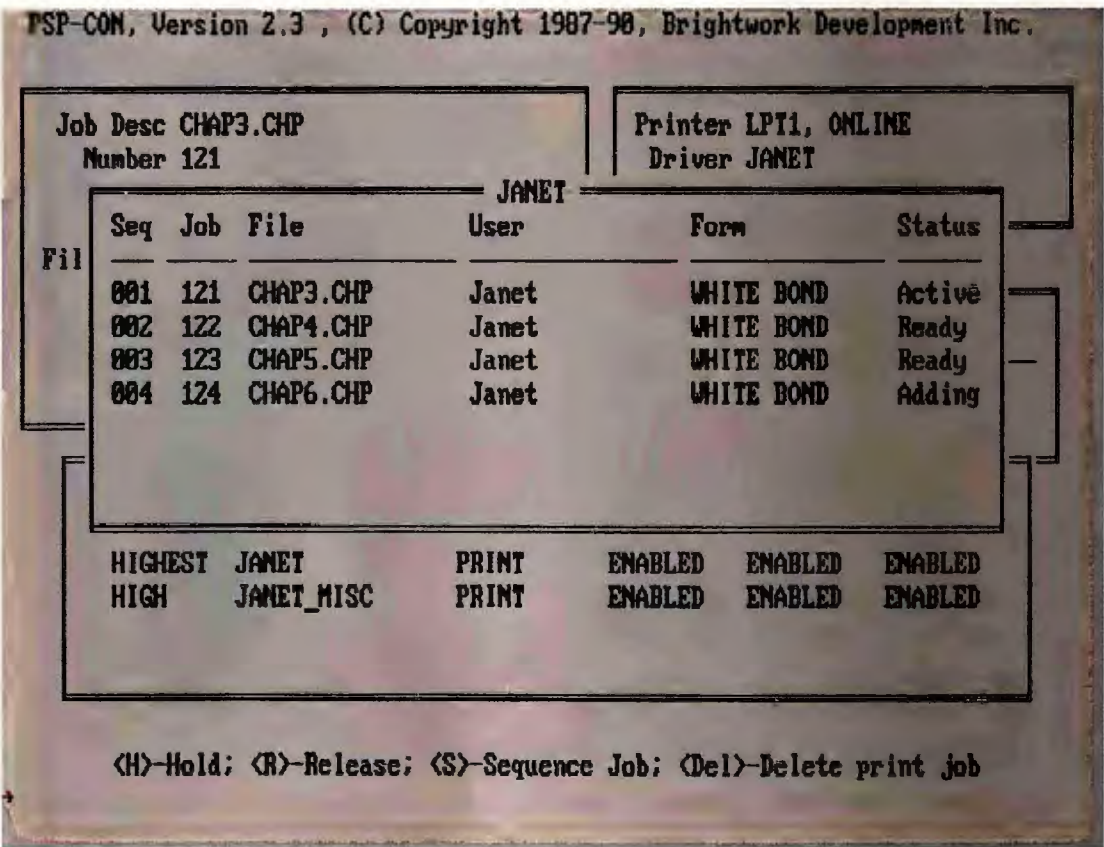 PSP-CON, Version 2.3 , (C) Copyright 1987-90, Brightwork Development Inc.
Job Desc CHAP3.CHP
Number 121
Printer LPT1, ONLINE
Driver JANET
JANET
Seq Job File User Form Status
Fil
001 121 CHAP3.CHP Janet WHITE BOND Active
002 122 CHAP4.CHP Janet WHITE BOND Ready
003 123 CHAP5.CHP Janet WHITE BOND Ready
004 124 CHAP6.CHP Janet WHITE BOND Adding
HIGHEST JANET PRINT ENABLED ENABLED ENABLED
HIGH JANET_MISC PRINT ENABLED ENABLED ENABLED
<H>-Hold; <R>-Release; <S>-Sequence Job; <Del>-Delete print job